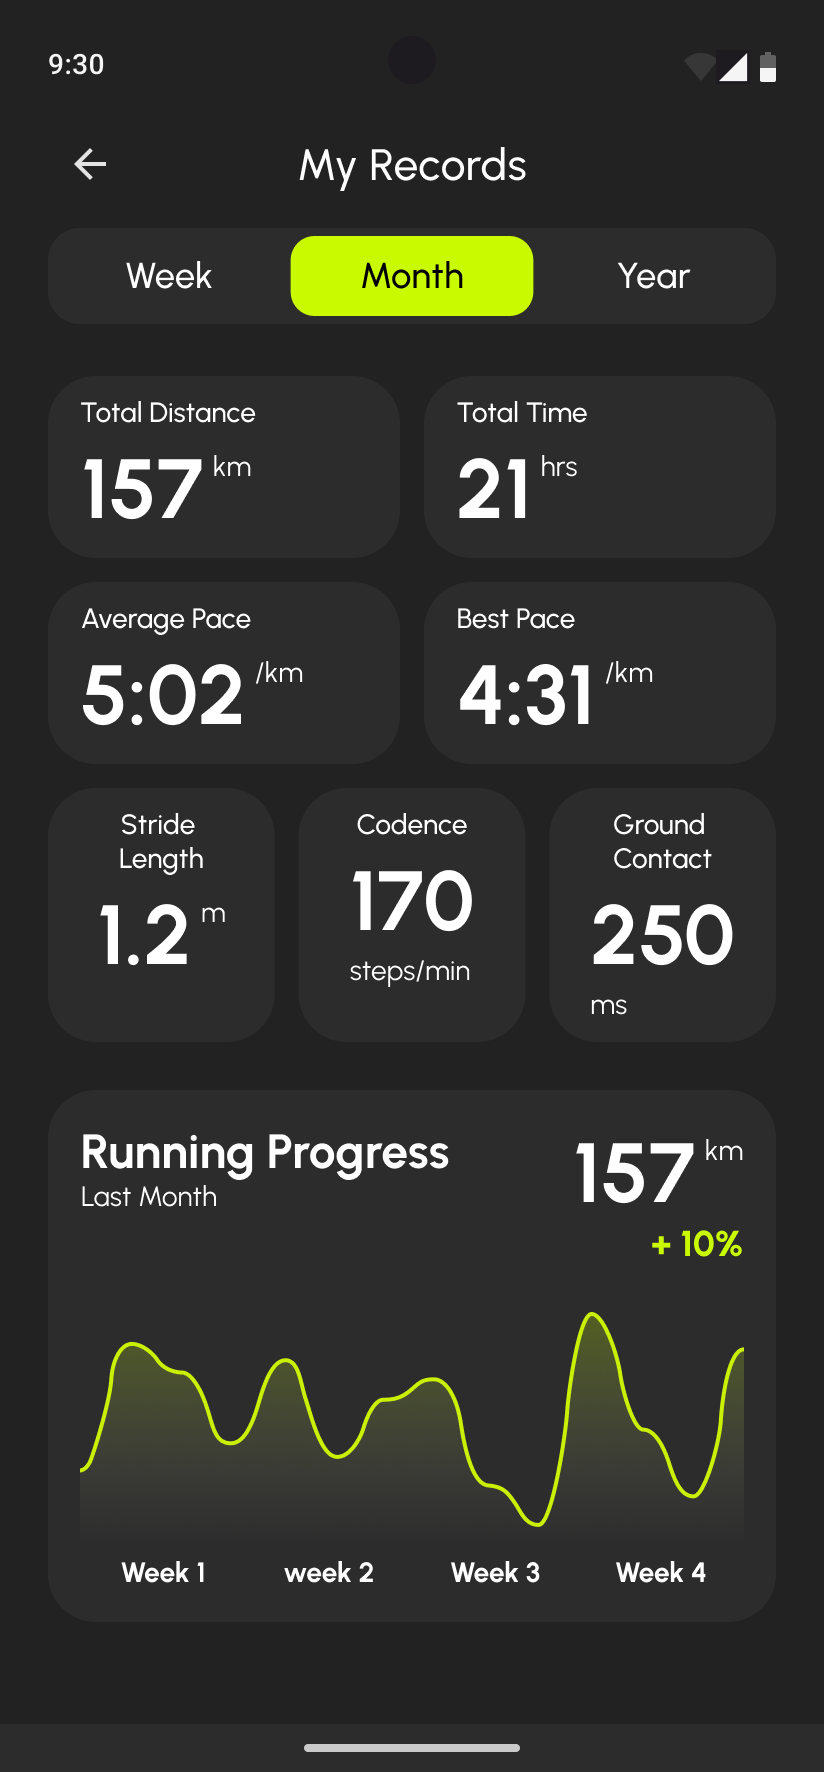 9:30
My Records
Week Month Year
Total Distance
157 km
Total Time
21 hrs
Average Pace
5:02 /km
Best Pace
4:31 /km
Stride
Length
1.2 m
Codence
170
steps/min
Ground
Contact
250
ms
Running Progress
Last Month
157 km
+ 10%
Week 1 week 2 Week 3 Week 4